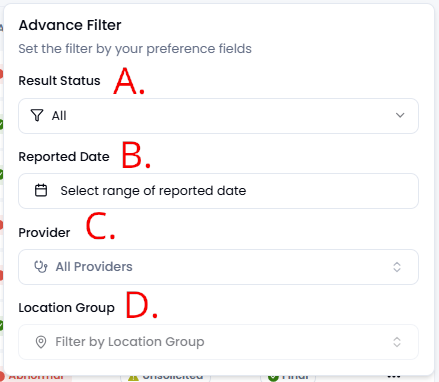 Advance Filter
Set the filter by your preference fields
Result Status A.
All
Reported Date B.
Select range of reported date
Provider C.
All Providers
Location Group D.
Filter by Location Group
Abnormal Unsolicited Final